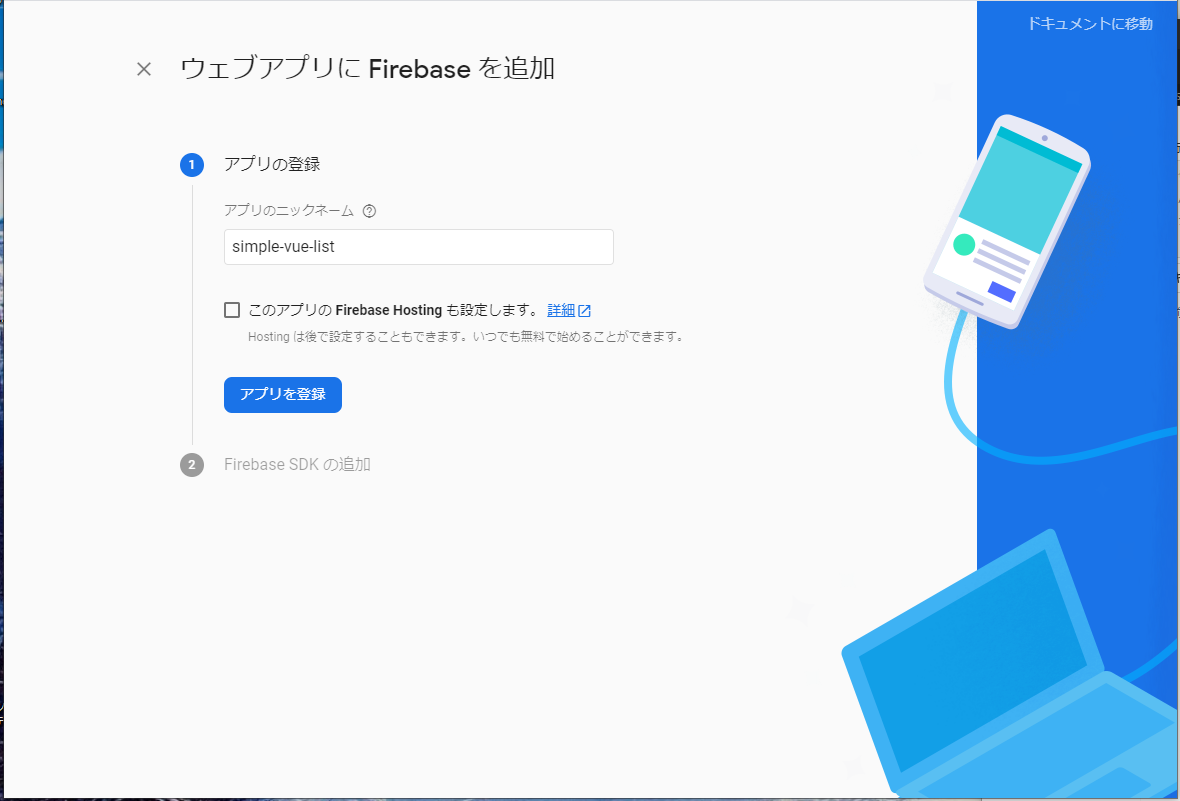 ドキュメントに移動
ウェブアプリに Firebase を追加
1 アプリの登録
アプリのニックネーム
simple-vue-list
このアプリの Firebase Hosting も設定します。 詳細
Hosting は後で設定することもできます。いつでも無料で始めることができます。
アプリを登録
2 Firebase SDK の追加